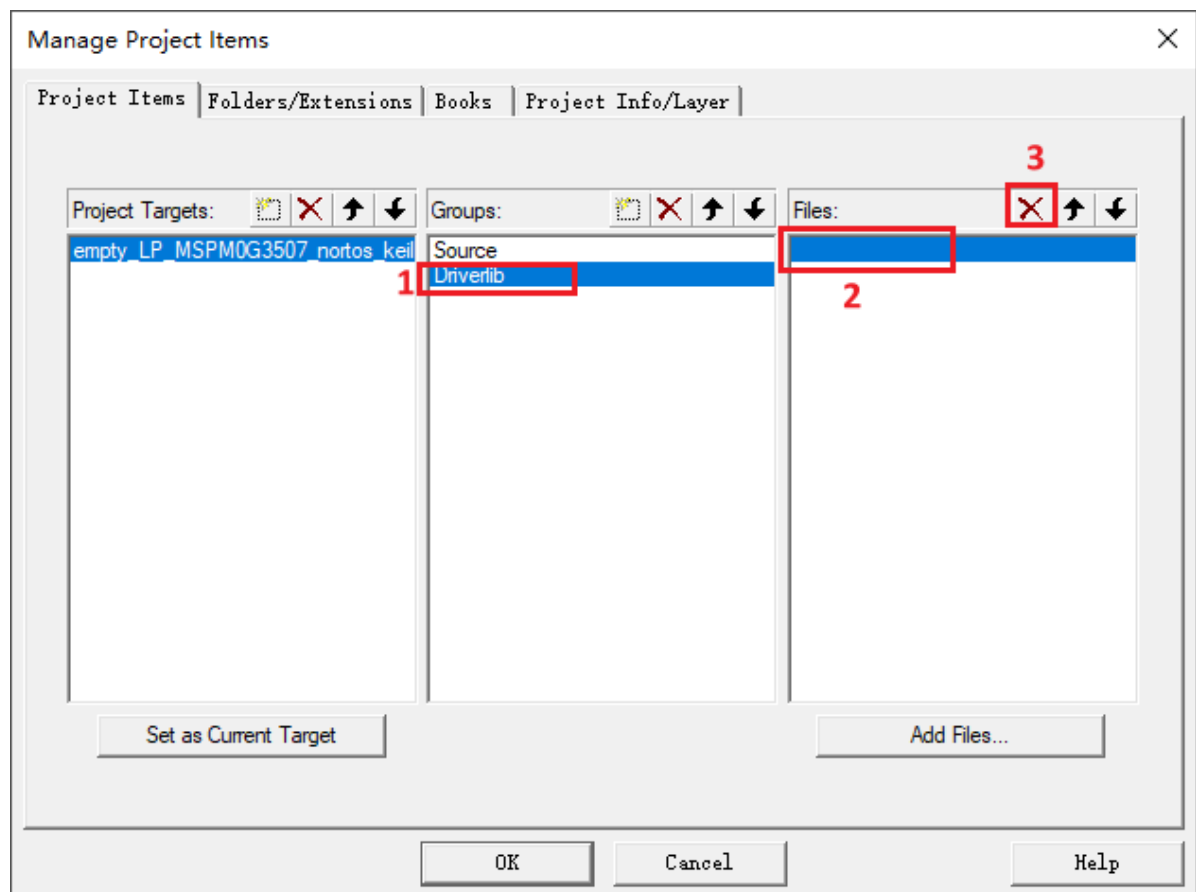 Manage Project Items
Project Items Folders/Extensions Books Project Info/Layer
3
Project Targets: Groups: Files:
empty_LP_MSPM0G3507_nortos_keil Source
1 Driverlib
2
Set as Current Target Add Files...
OK Cancel Help